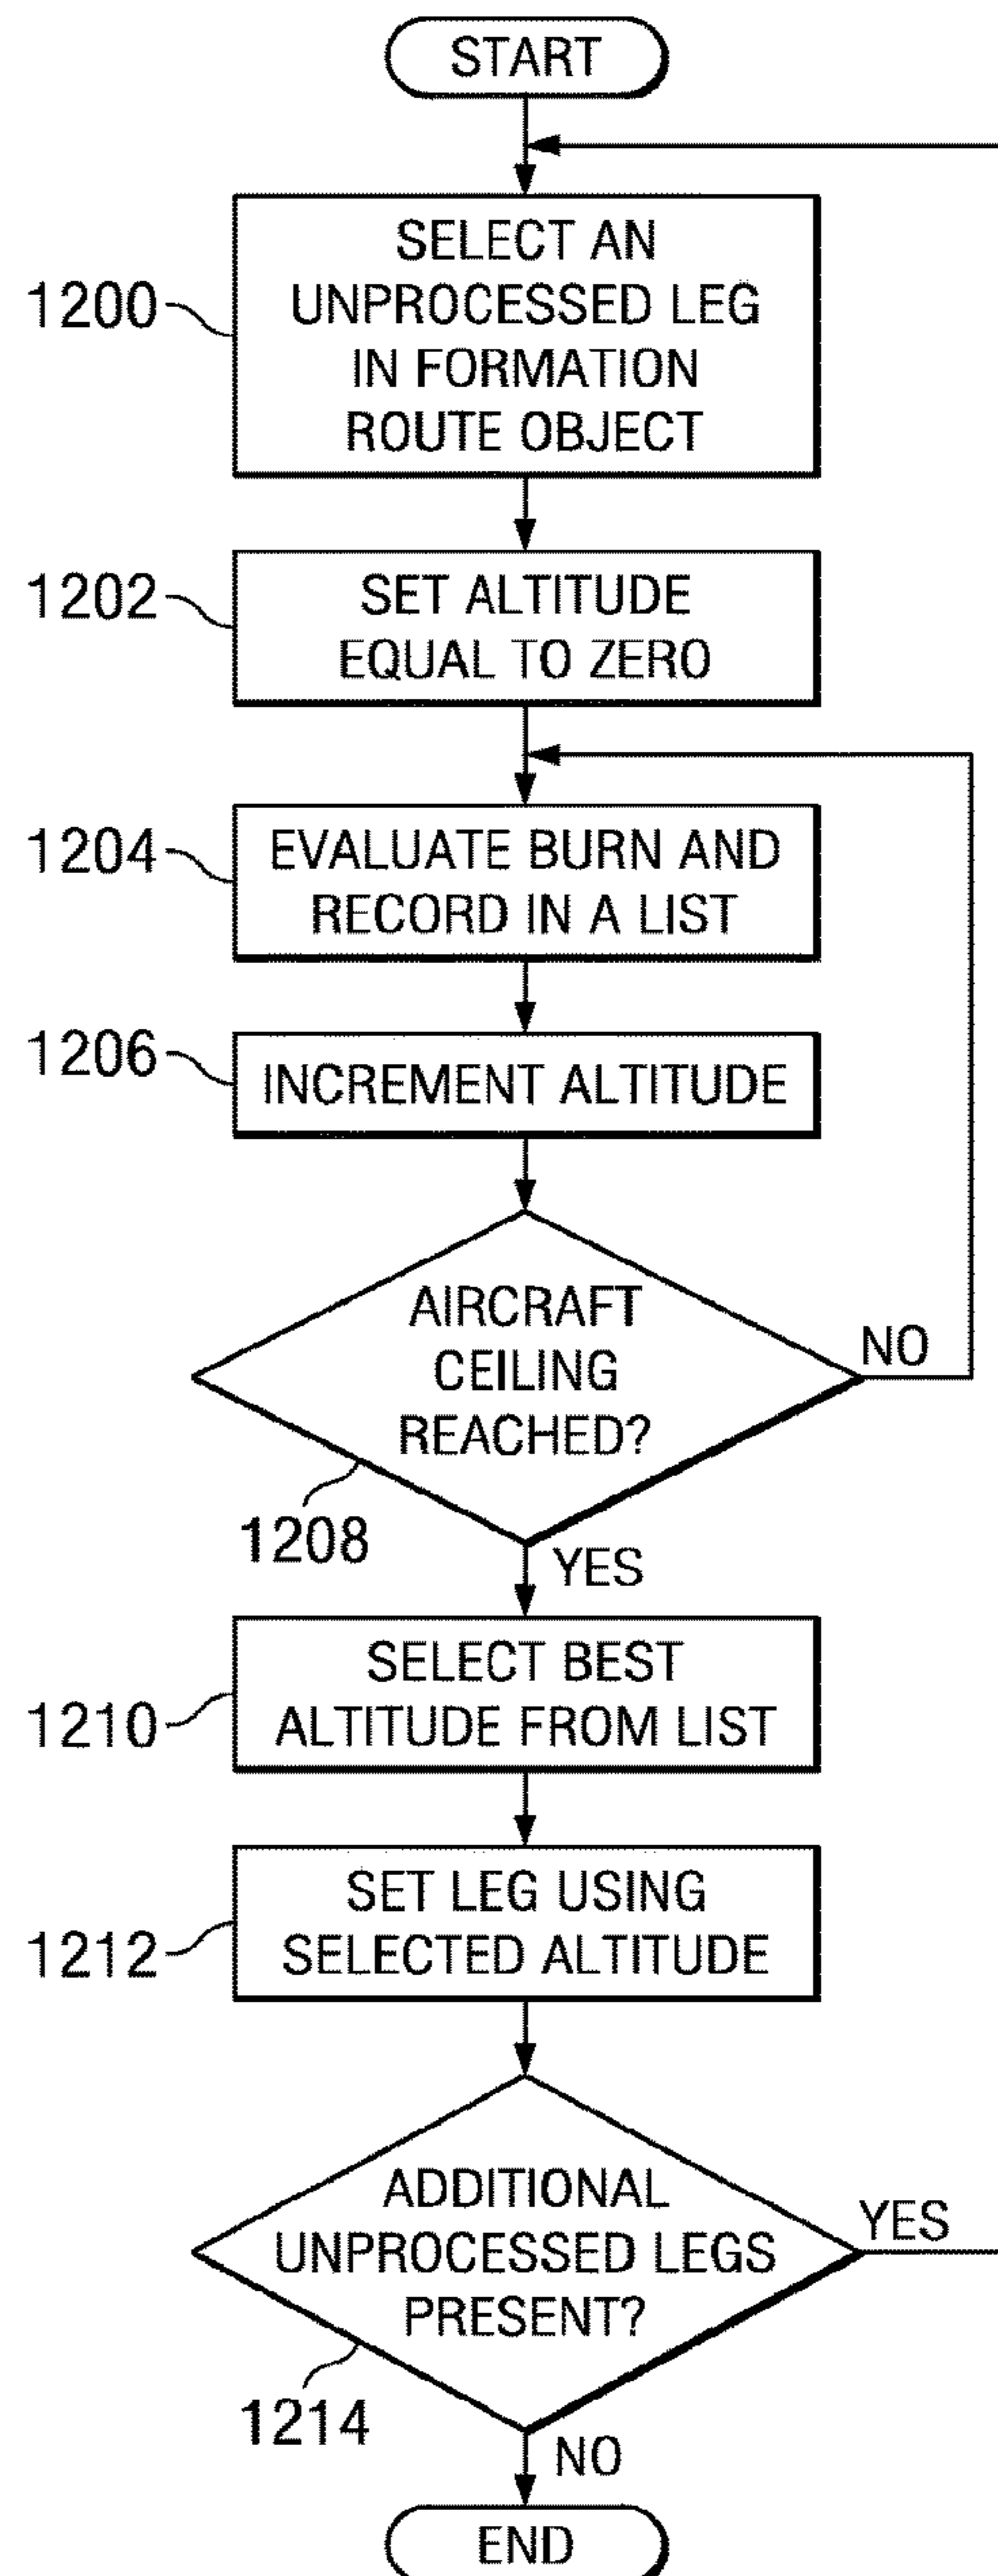 START
1200
SELECT AN
UNPROCESSED LEG
IN FORMATION
ROUTE OBJECT
1202
SET ALTITUDE
EQUAL TO ZERO
1204
EVALUATE BURN AND
RECORD IN A LIST
1206
INCREMENT ALTITUDE
AIRCRAFT
CEILING
REACHED?
NO
1208
YES
1210
SELECT BEST
ALTITUDE FROM LIST
1212
SET LEG USING
SELECTED ALTITUDE
ADDITIONAL
UNPROCESSED LEGS
PRESENT?
YES
1214
NO
END